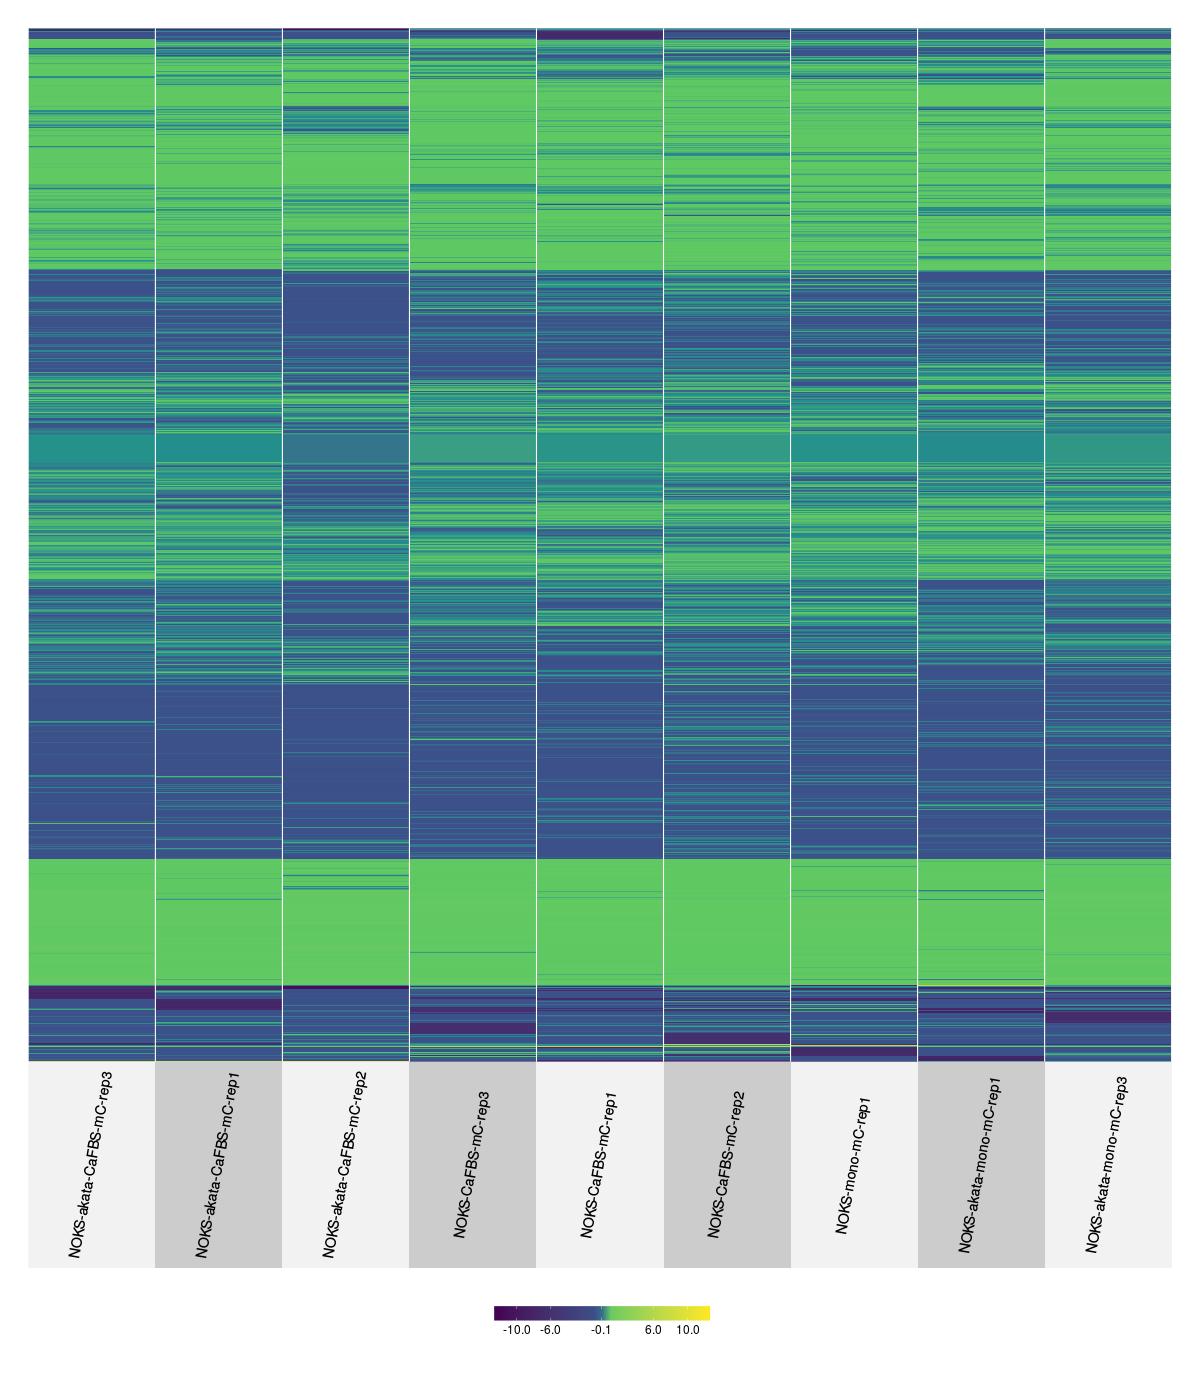 NOKS-akata-CaFBS-mC-rep3
NOKS-akata-CaFBS-mC-rep1
NOKS-akata-CaFBS-mC-rep2
NOKS-CaFBS-mC-rep3
NOKS-CaFBS-mC-rep1
NOKS-CaFBS-mC-rep2
NOKS-mono-mC-rep1
NOKS-akata-mono-mC-rep1
NOKS-akata-mono-mC-rep3
-10.0 -6.0 -0.1 6.0 10.0